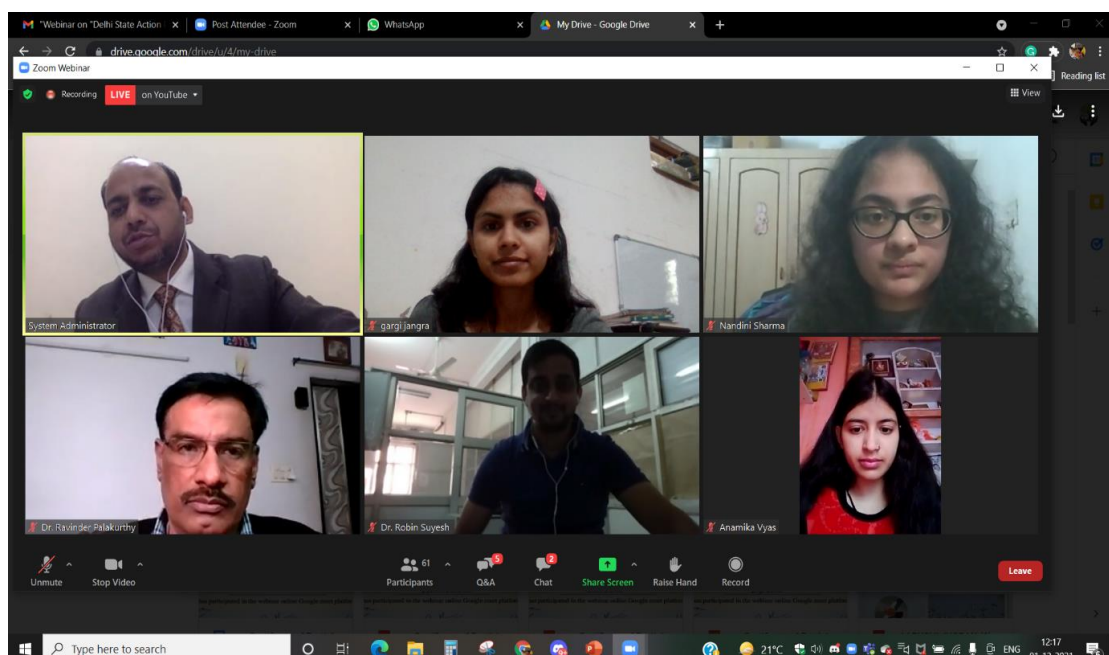 "Webinar on "Delhi State Action
Post Attendee - Zoom
WhatsApp
My Drive - Google Drive
drive.google.com/drive/u/4/my-drive
Reading list
Zoom Webinar
Recording
LIVE
on YouTube
View
System Administrator
gargi jangra
Nandini Sharma
Dr. Ravinder Palakurthy
Dr. Robin Suyesh
Anamika Vyas
61
5
2
Unmute
Stop Video
Participants
Q&A
Chat
Share Screen
Raise Hand
Record
Leave
Type here to search
21°C
ENG
12:17
01-12-2021